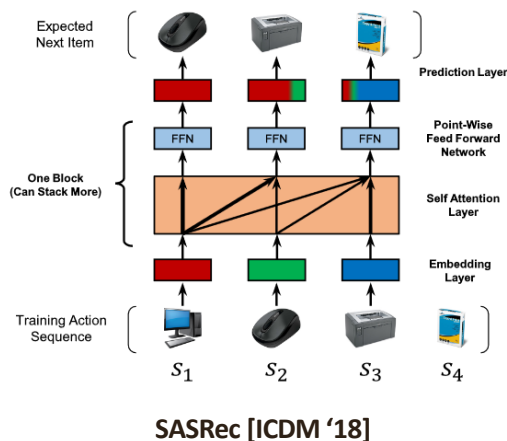 Expected
Next Item
Prediction Layer
FFN
FFN
FFN
Point-Wise
Feed Forward
Network
One Block
(Can Stack More)
Self Attention
Layer
Embedding
Layer
Training Action
Sequence
S1 S2 S3 S4
SASRec [ICDM ‘18]